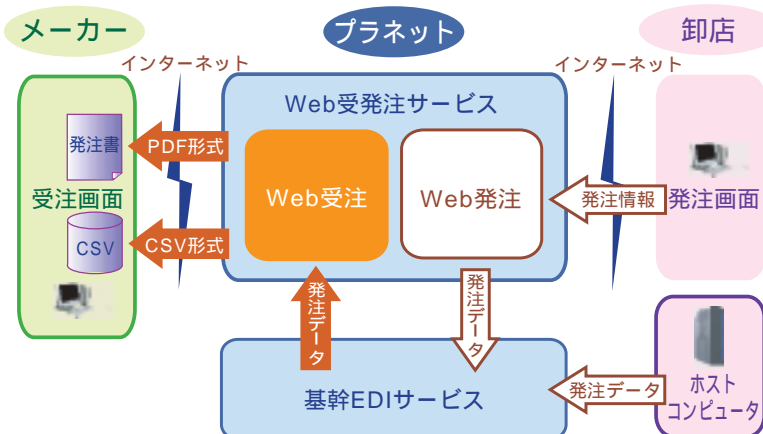 メーカー
プラネット
卸店
インターネット
インターネット
Web受発注サービス
発注書
PDF形式
受注画面
Web受注
Web発注
発注情報
発注画面
CSV
CSV形式
発注データ
発注データ
基幹EDIサービス
発注データ
ホスト
コンピュータ